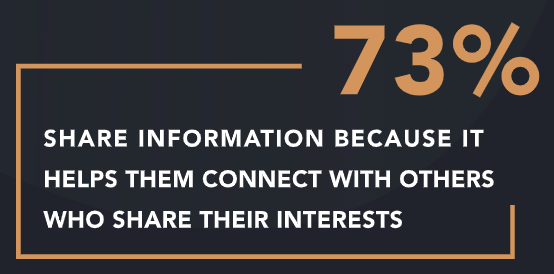 73%
SHARE INFORMATION BECAUSE IT
HELPS THEM CONNECT WITH OTHERS
WHO SHARE THEIR INTERESTS